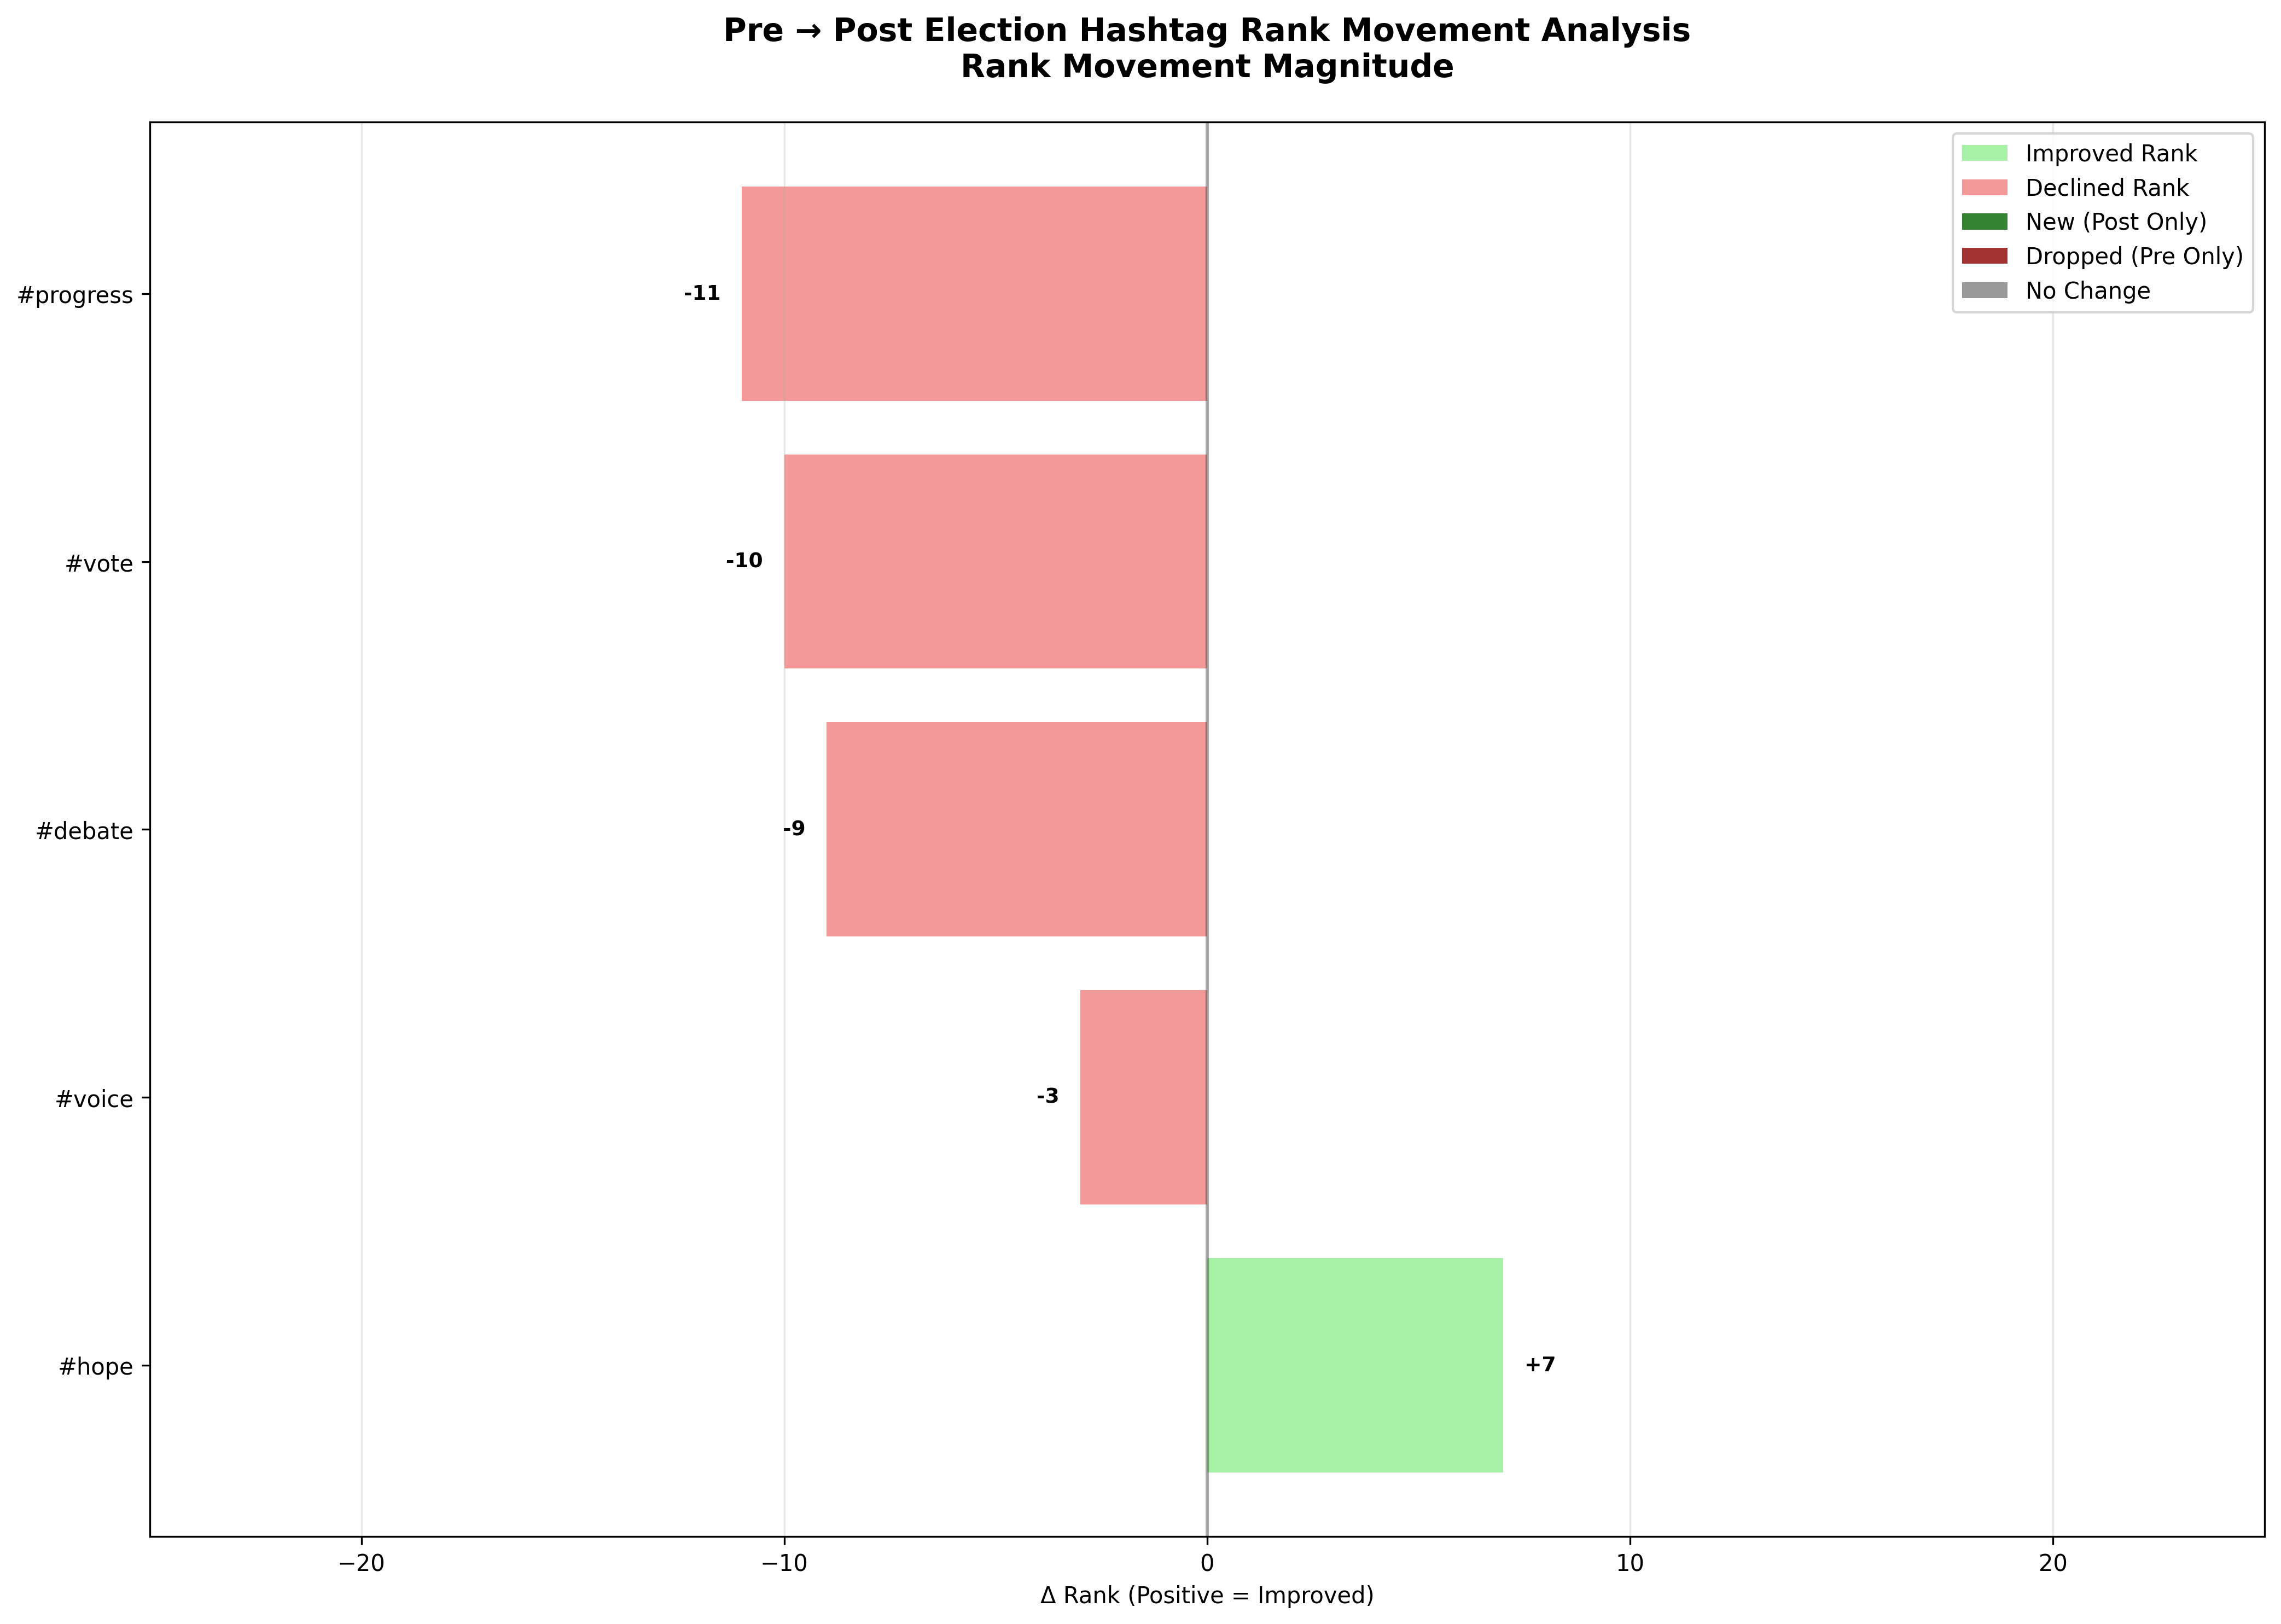 Pre → Post Election Hashtag Rank Movement Analysis
Rank Movement Magnitude
Improved Rank
Declined Rank
New (Post Only)
Dropped (Pre Only)
No Change
#progress
-11
#vote
-10
#debate
-9
#voice
-3
#hope
+7
−20
−10
0
10
20
Δ Rank (Positive = Improved)